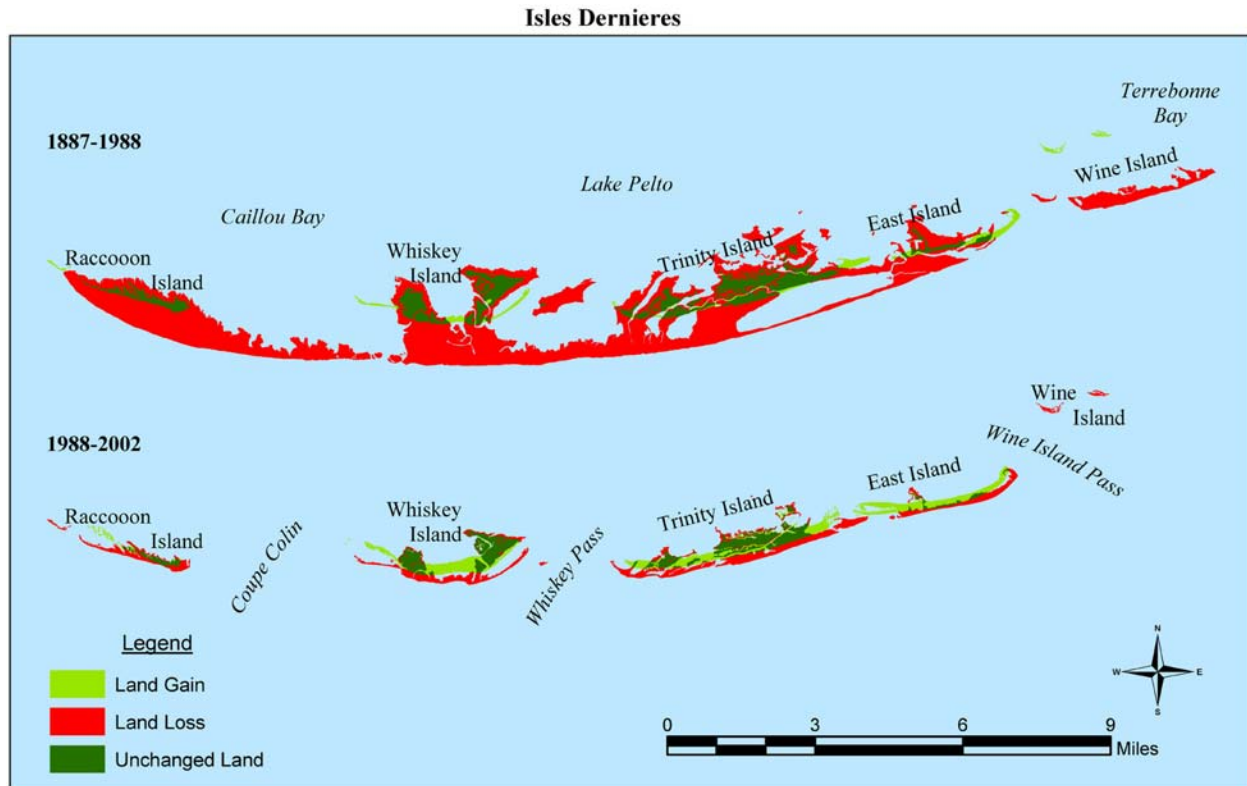 Isles Dernieres
Terrebonne
Bay
1887-1988
Wine Island
Lake Pelto
Caillou Bay
East Island
Whiskey
Island
Trinity Island
Raccooon
Island
Wine
Island
1988-2002
Wine Island Pass
East Island
Whiskey
Island
Trinity Island
Raccooon
Island
Coupe Colin
Whiskey Pass
Legend
Land Gain
Land Loss
Unchanged Land
N
W E
S
0 3 6 9
Miles